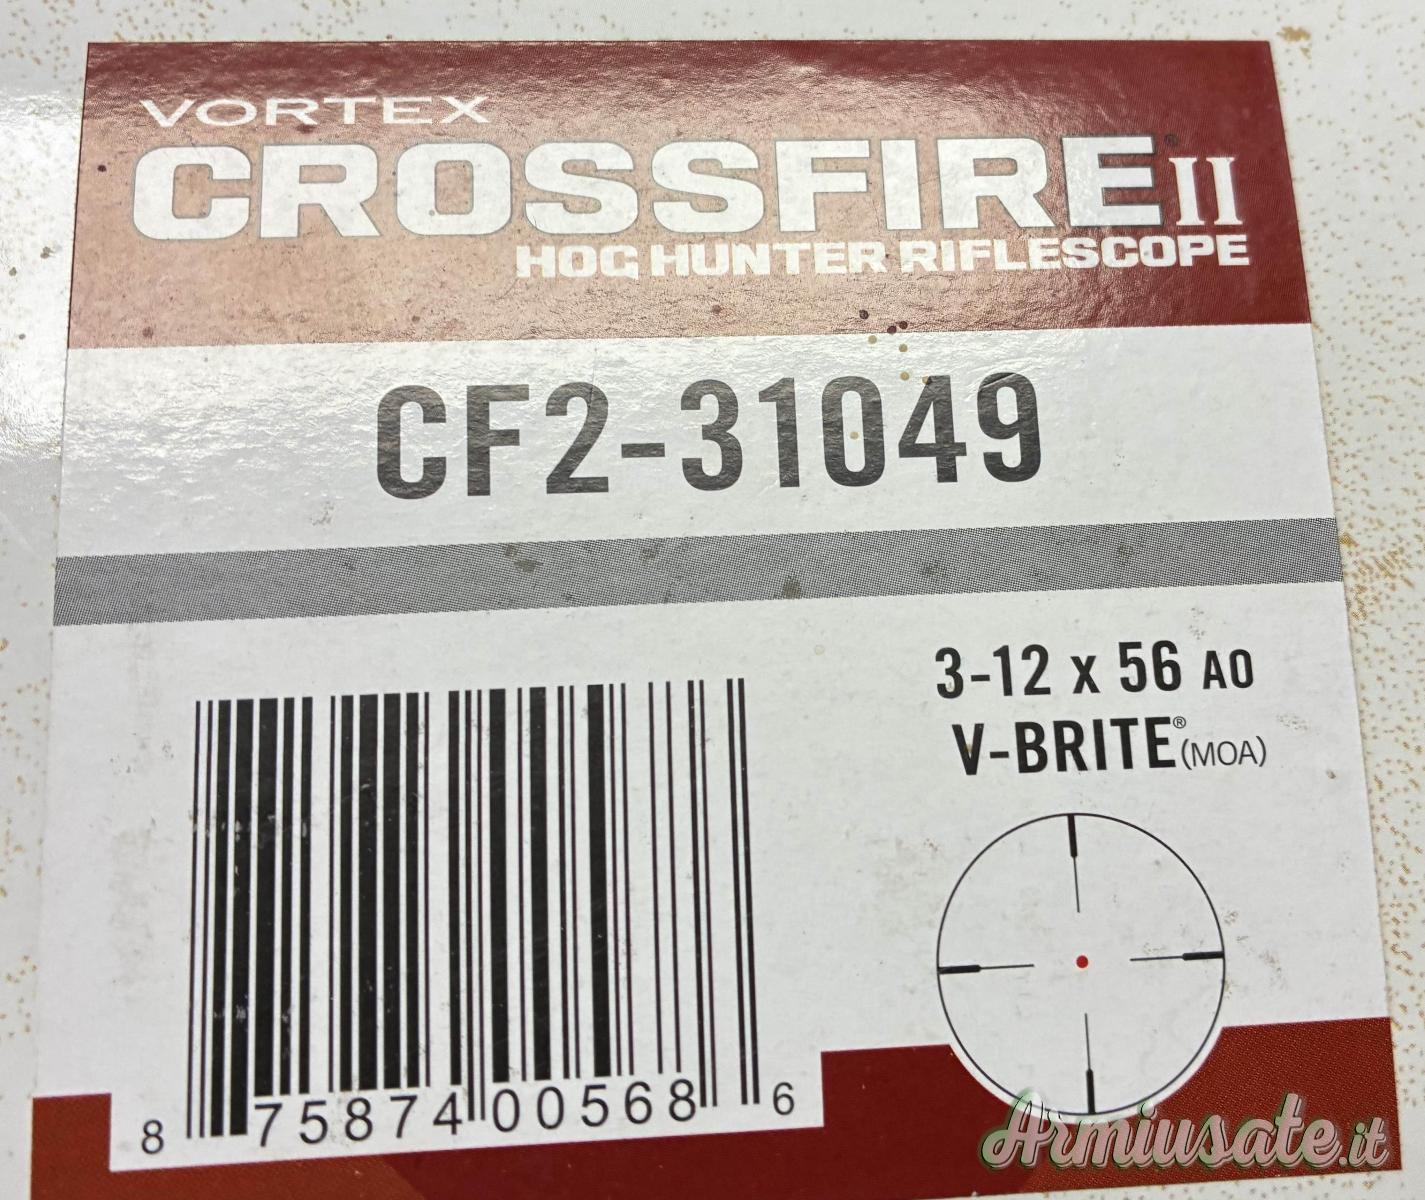 VORTEX
CROSSFIRE® II
HOG HUNTER RIFLESCOPE
CF2-31049
3-12 x 56 AO
V-BRITE® (MOA)
8 75874 00568 6
Armiusate.it